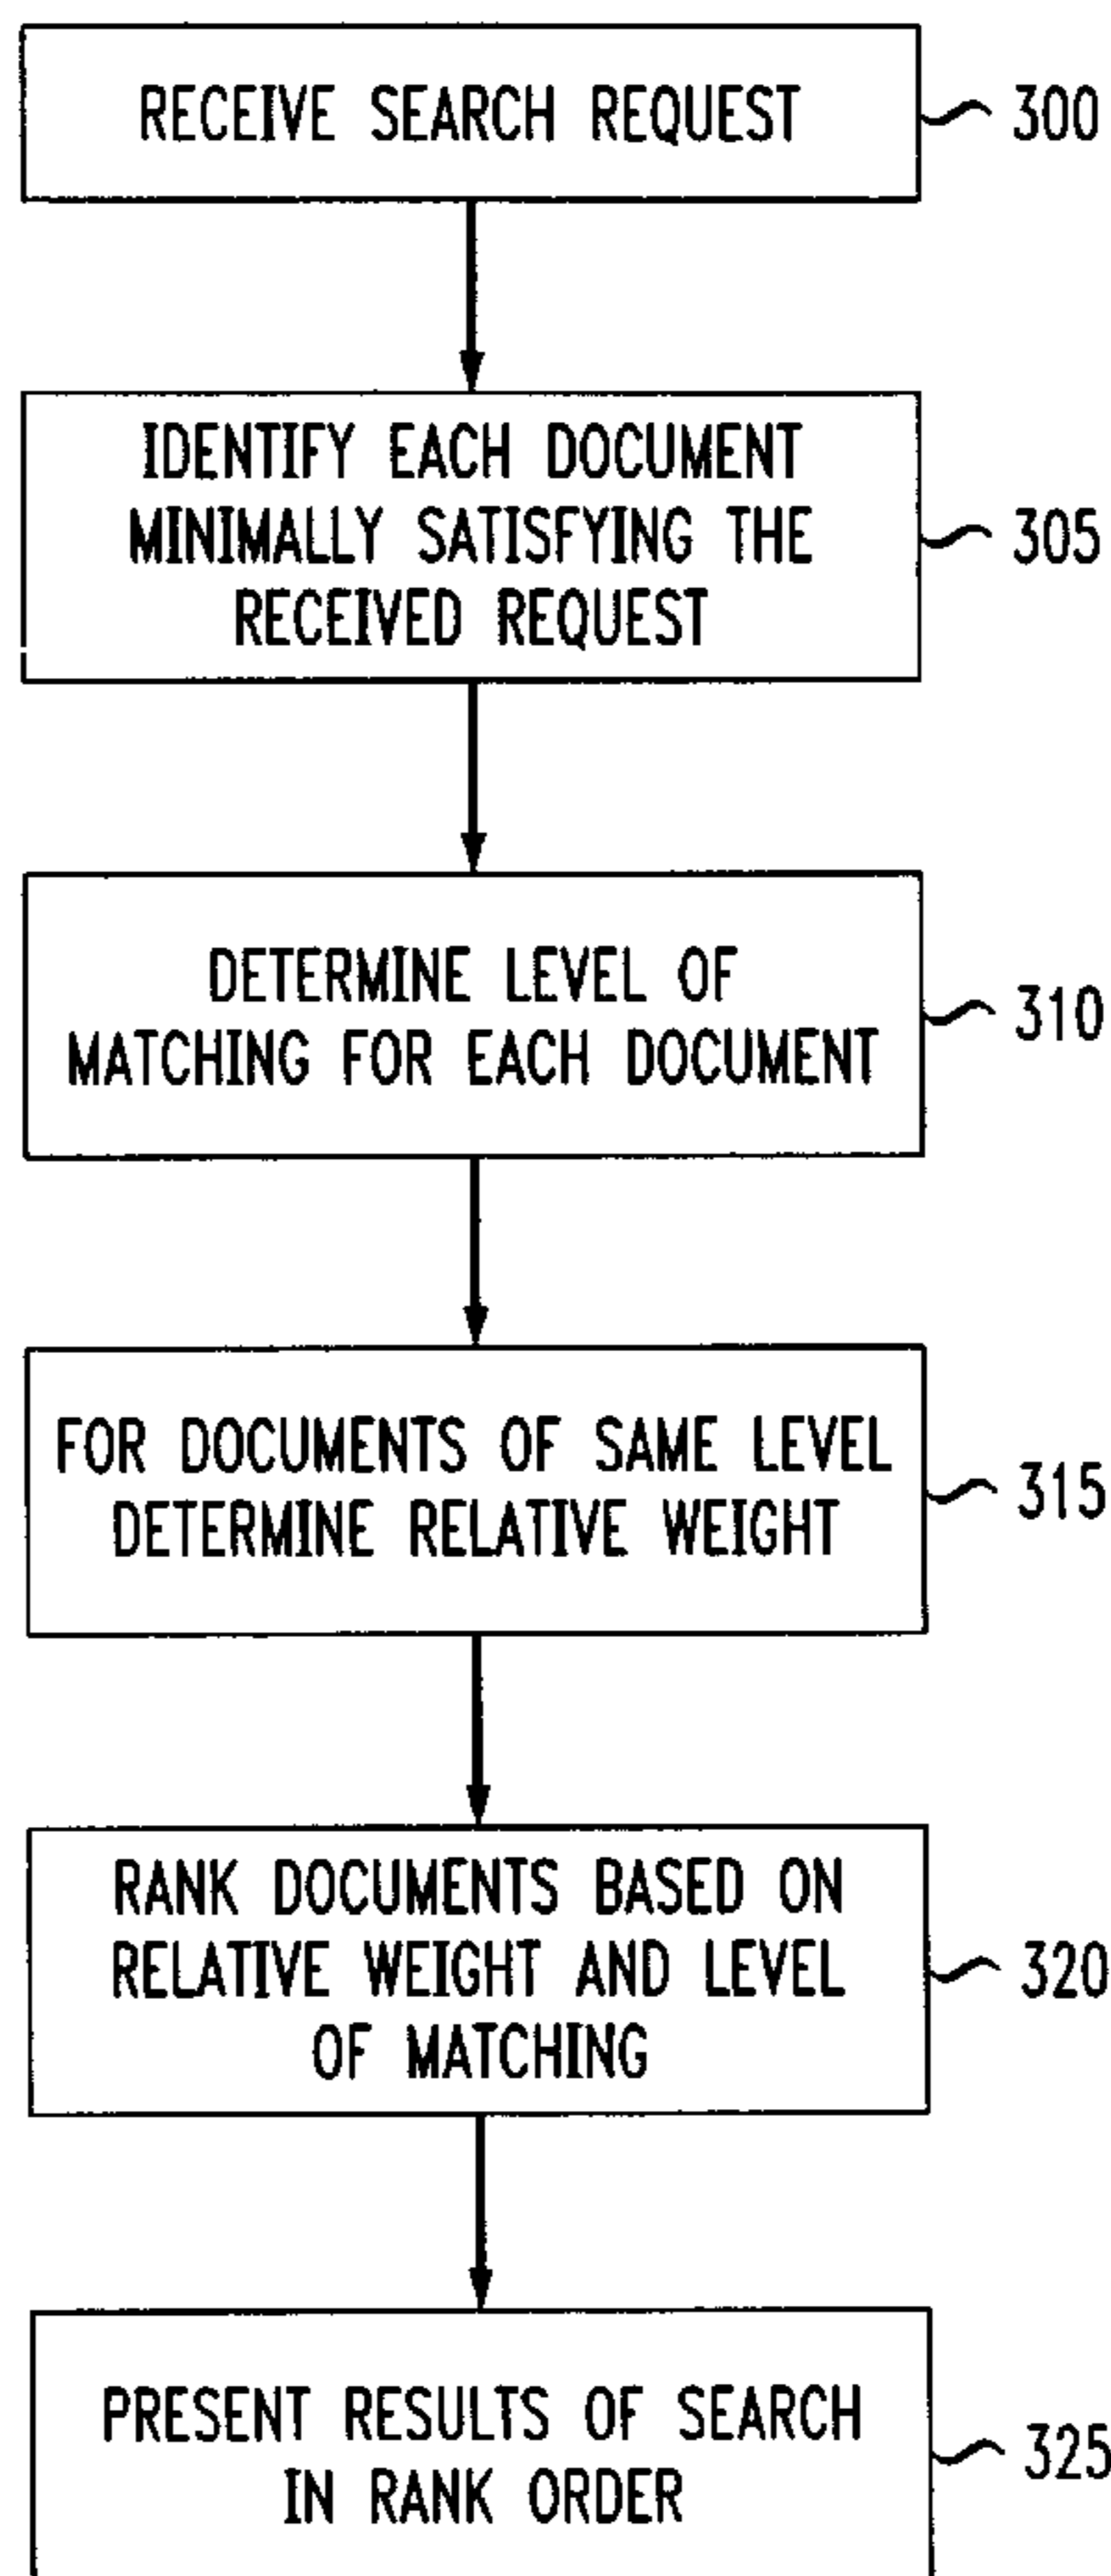 RECEIVE SEARCH REQUEST
300
IDENTIFY EACH DOCUMENT
MINIMALLY SATISFYING THE
RECEIVED REQUEST
305
DETERMINE LEVEL OF
MATCHING FOR EACH DOCUMENT
310
FOR DOCUMENTS OF SAME LEVEL
DETERMINE RELATIVE WEIGHT
315
RANK DOCUMENTS BASED ON
RELATIVE WEIGHT AND LEVEL
OF MATCHING
320
PRESENT RESULTS OF SEARCH
IN RANK ORDER
325